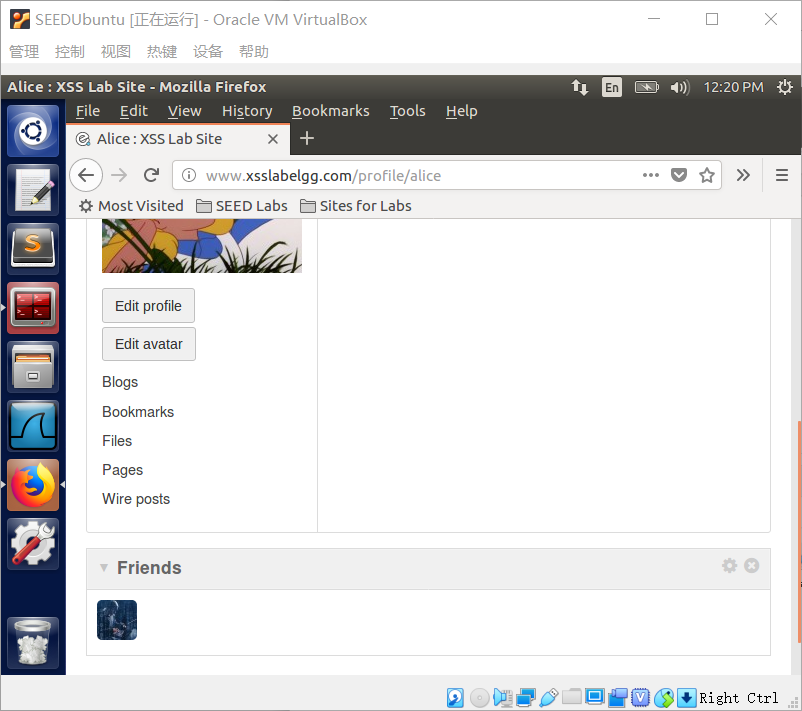 SEEDUbuntu [正在运行] - Oracle VM VirtualBox
管理 控制 视图 热键 设备 帮助
Alice : XSS Lab Site - Mozilla Firefox En 12:20 PM
File Edit View History Bookmarks Tools Help
Alice : XSS Lab Site
www.xsslabelgg.com/profile/alice
Most Visited SEED Labs Sites for Labs
Edit profile
Edit avatar
Blogs
Bookmarks
Files
Pages
Wire posts
Friends
Right Ctrl